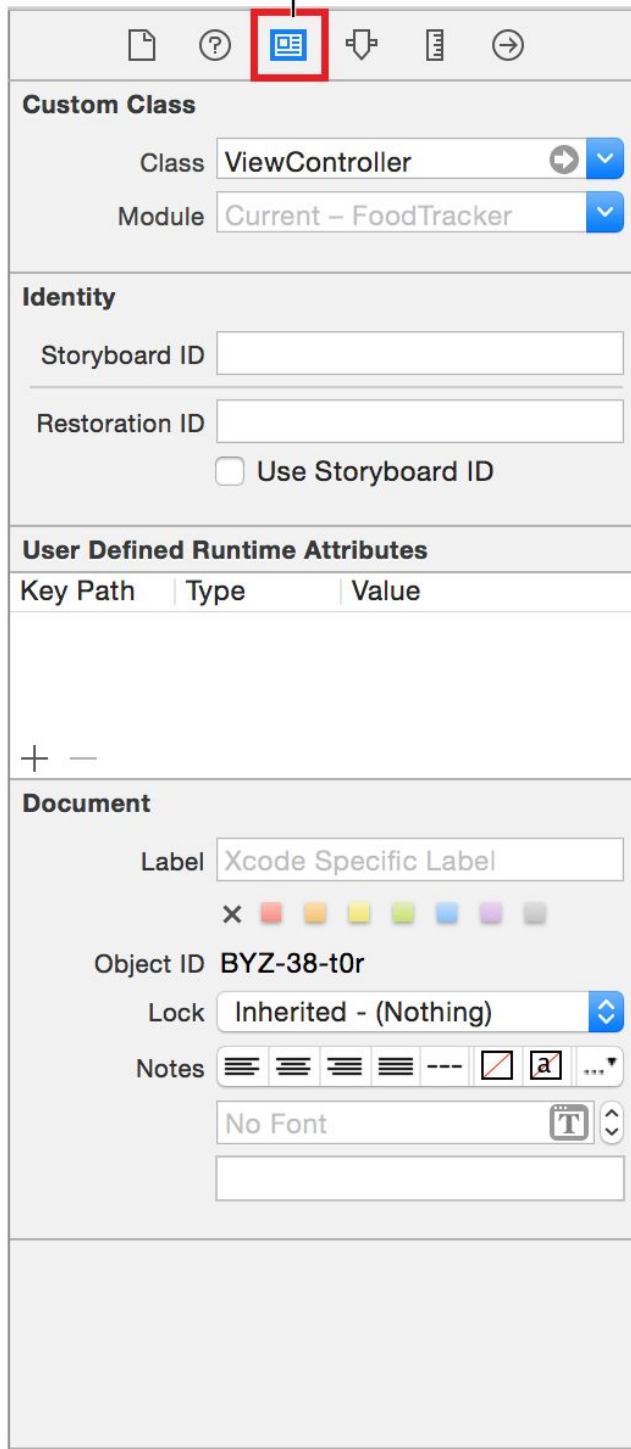 Custom Class
Class ViewController
Module Current – FoodTracker
Identity
Storyboard ID
Restoration ID
Use Storyboard ID
User Defined Runtime Attributes
Key Path Type Value
Document
Label Xcode Specific Label
Object ID BYZ-38-t0r
Lock Inherited - (Nothing)
Notes
No Font